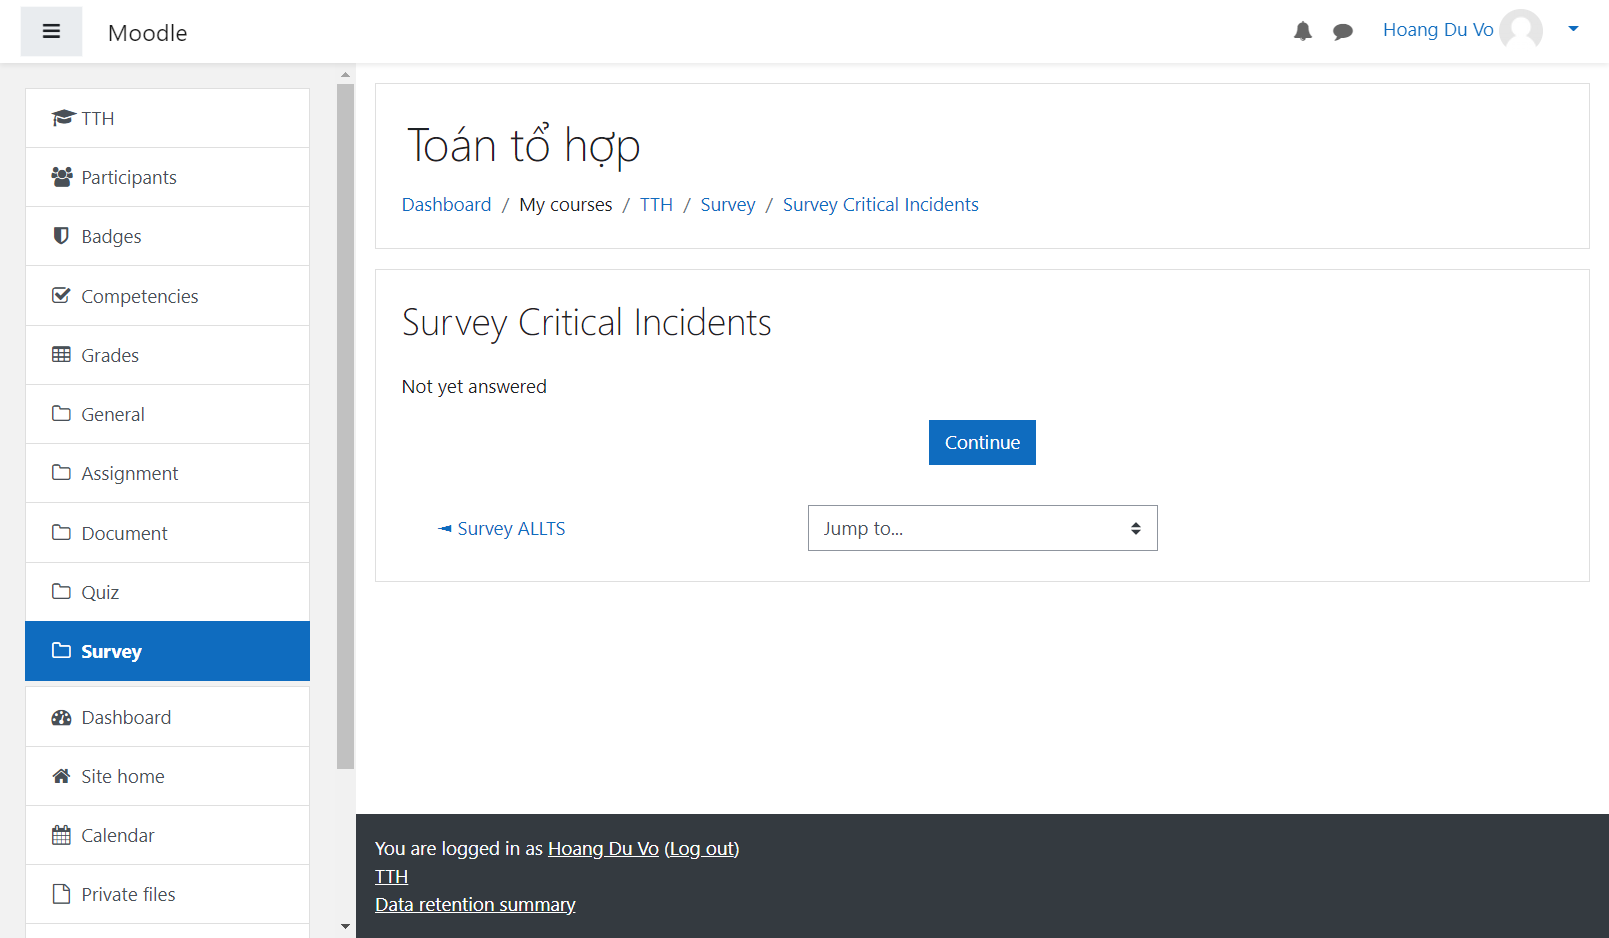 Moodle
Hoang Du Vo
TTH
Participants
Badges
Competencies
Grades
General
Assignment
Document
Quiz
Survey
Dashboard
Site home
Calendar
Private files
Toán tổ hợp
Dashboard / My courses / TTH / Survey / Survey Critical Incidents
Survey Critical Incidents
Not yet answered
Continue
◄ Survey ALLTS
Jump to...
You are logged in as Hoang Du Vo (Log out)
TTH
Data retention summary